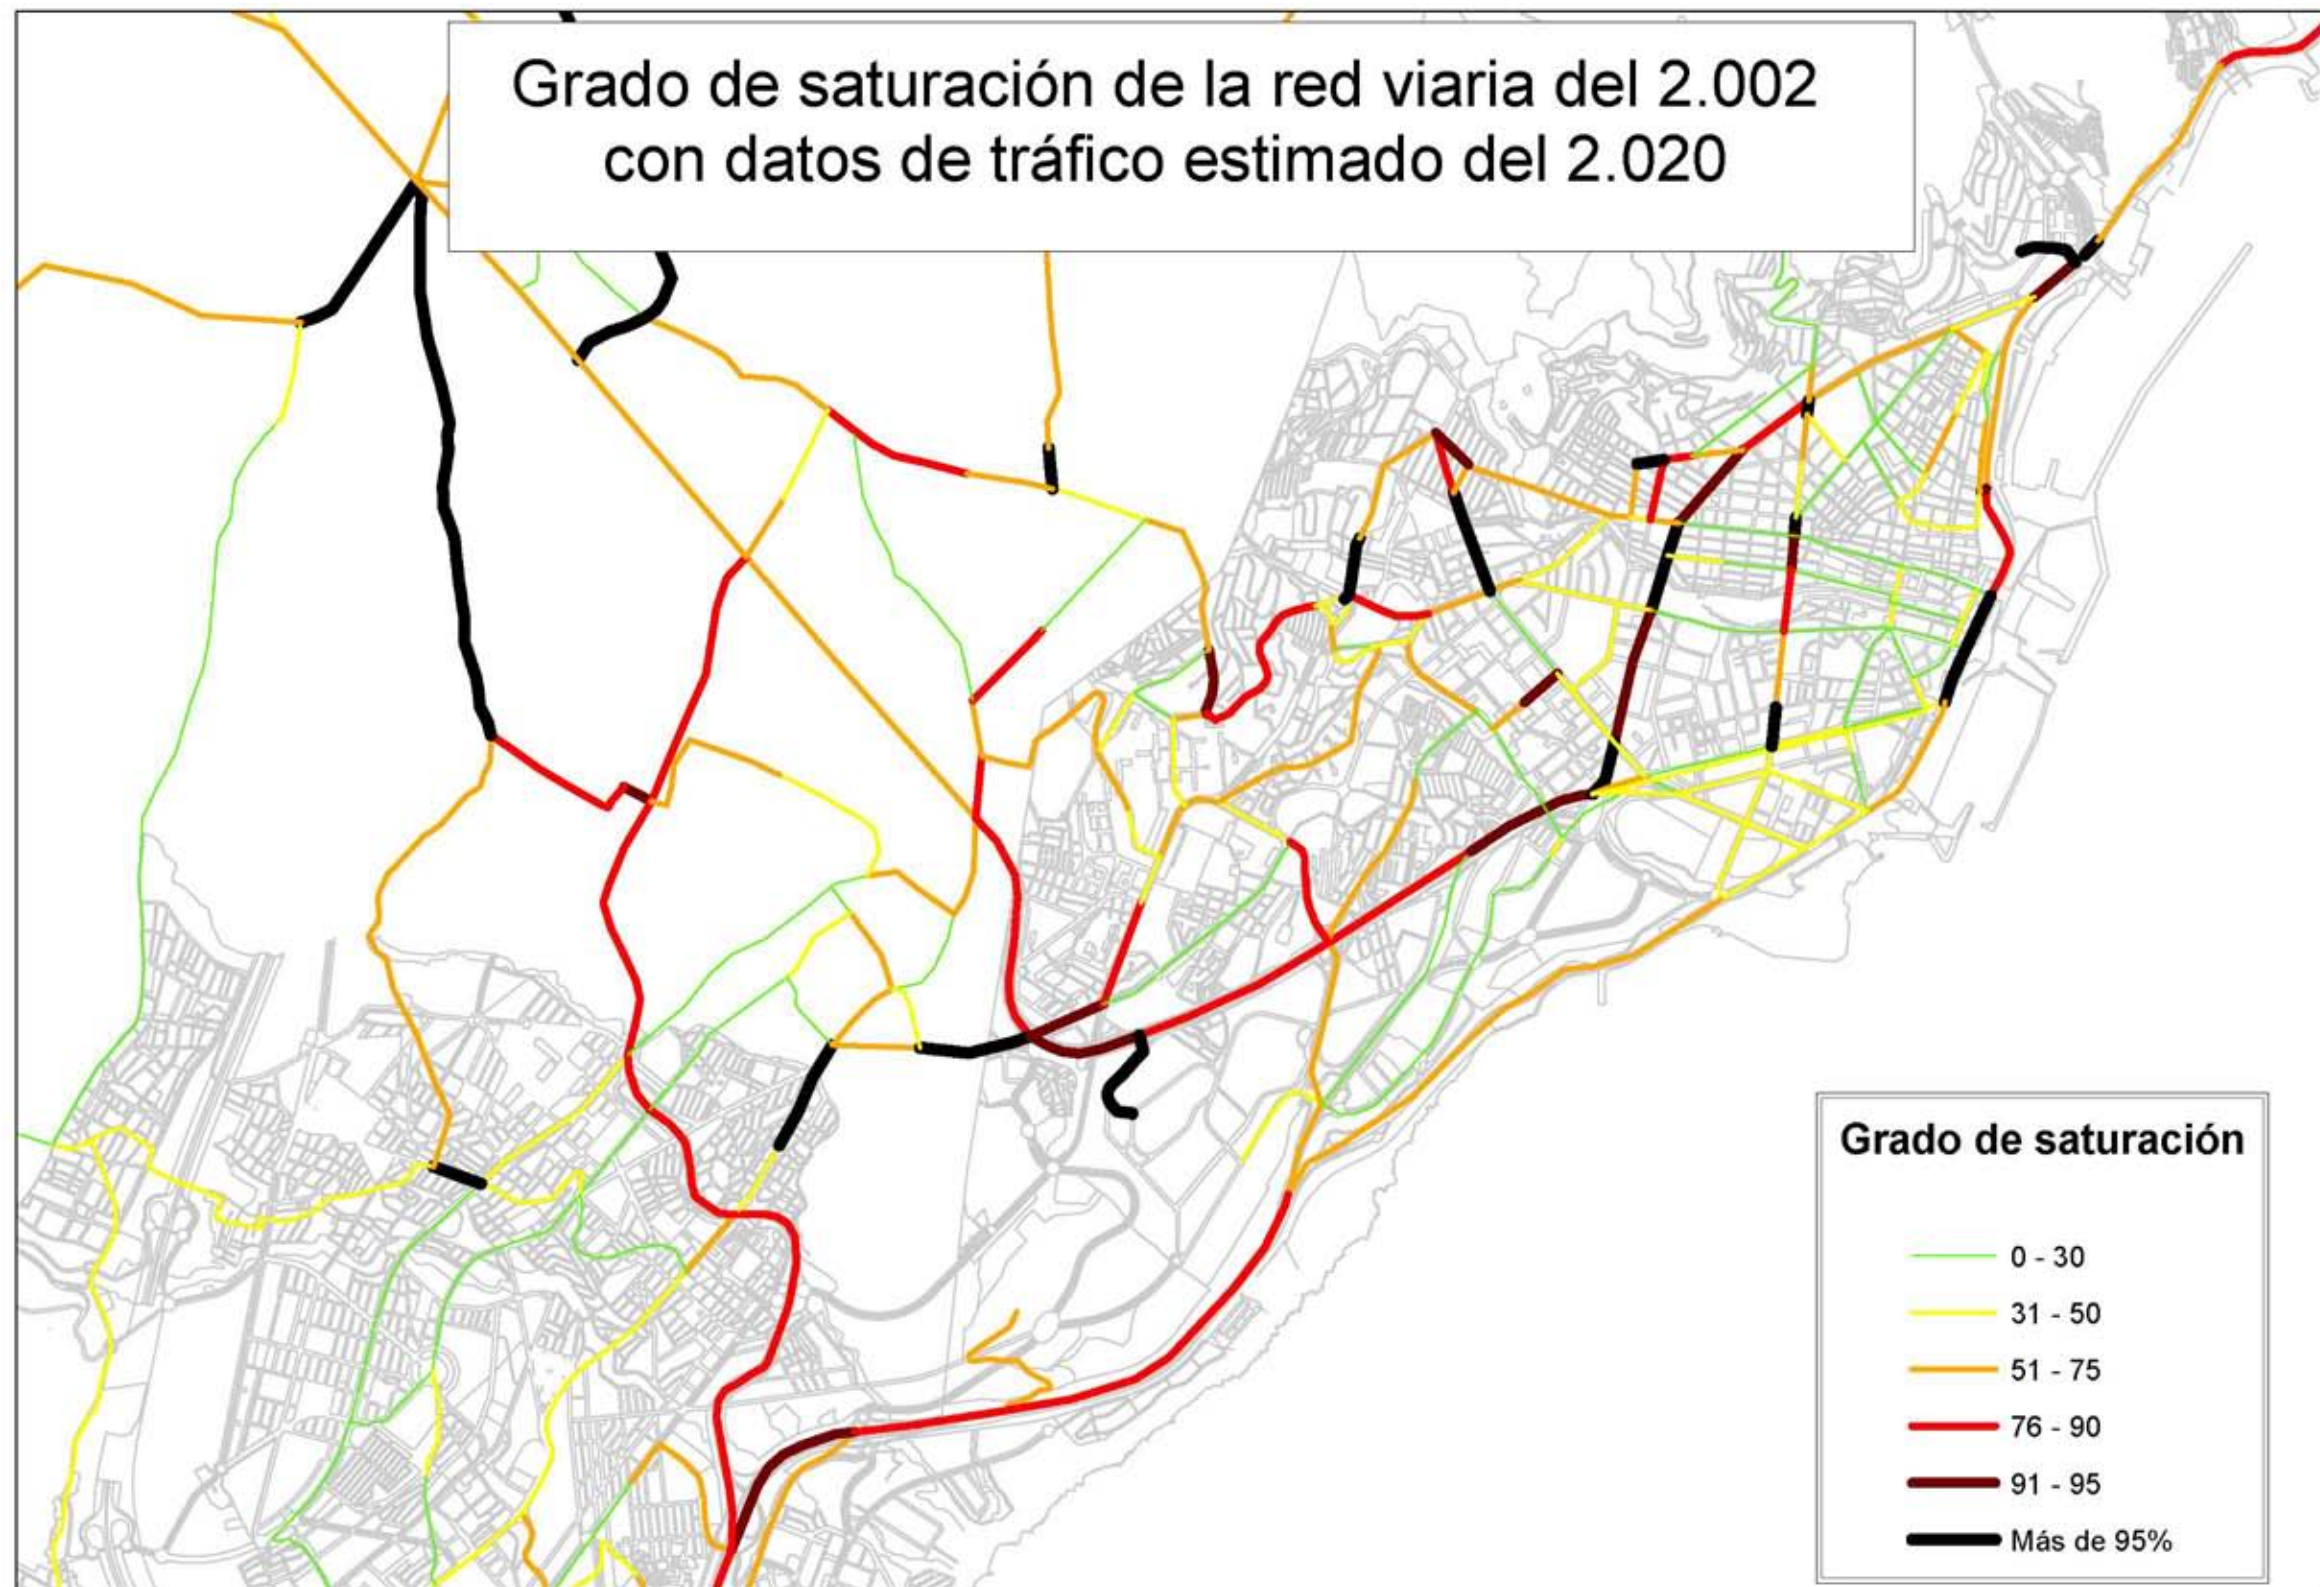 Grado de saturación de la red viaria del 2.002
con datos de tráfico estimado del 2.020
Grado de saturación
0 - 30
31 - 50
51 - 75
76 - 90
91 - 95
Más de 95%